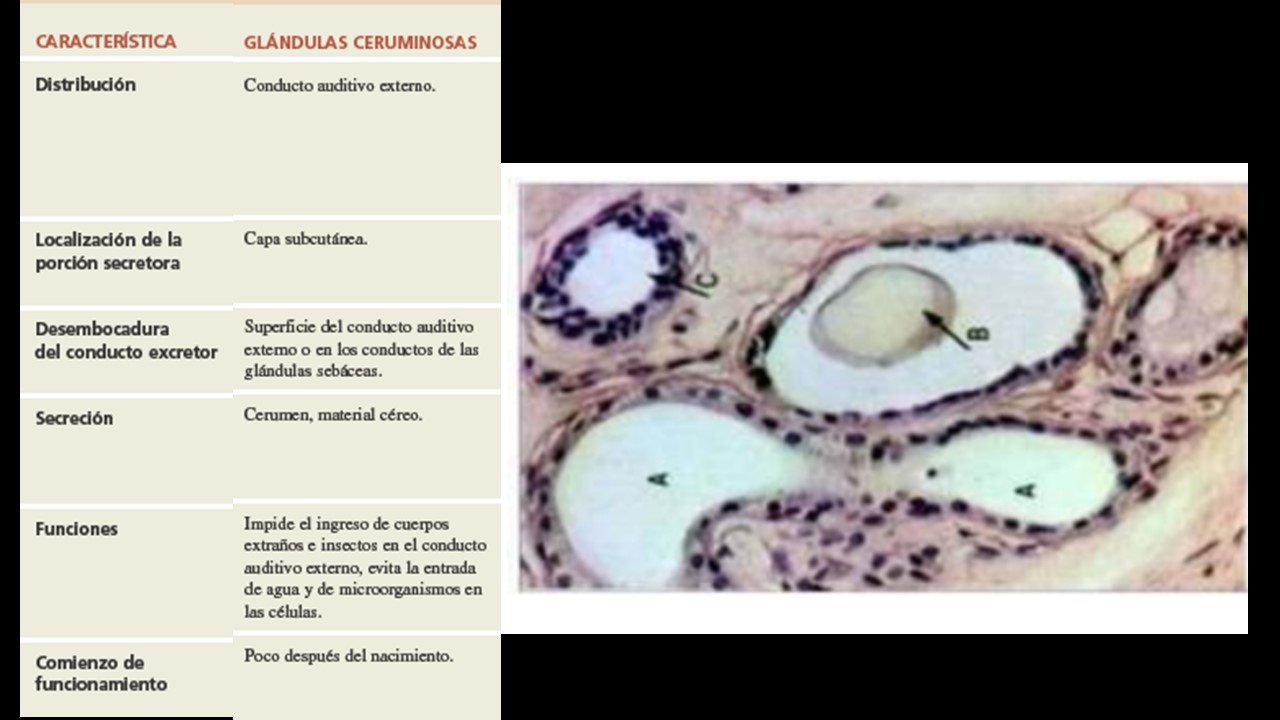 CARACTERÍSTICA
GLÁNDULAS CERUMINOSAS
Distribución
Conducto auditivo externo.
Localización de la
porción secretora
Capa subcutánea.
Desembocadura
del conducto excretor
Superficie del conducto auditivo
externo o en los conductos de las
glándulas sebáceas.
Secreción
Cerumen, material céreo.
Funciones
Impide el ingreso de cuerpos
extraños e insectos en el conducto
auditivo externo, evita la entrada
de agua y de microorganismos en
las células.
Comienzo de
funcionamiento
Poco después del nacimiento.
C
B
A
A